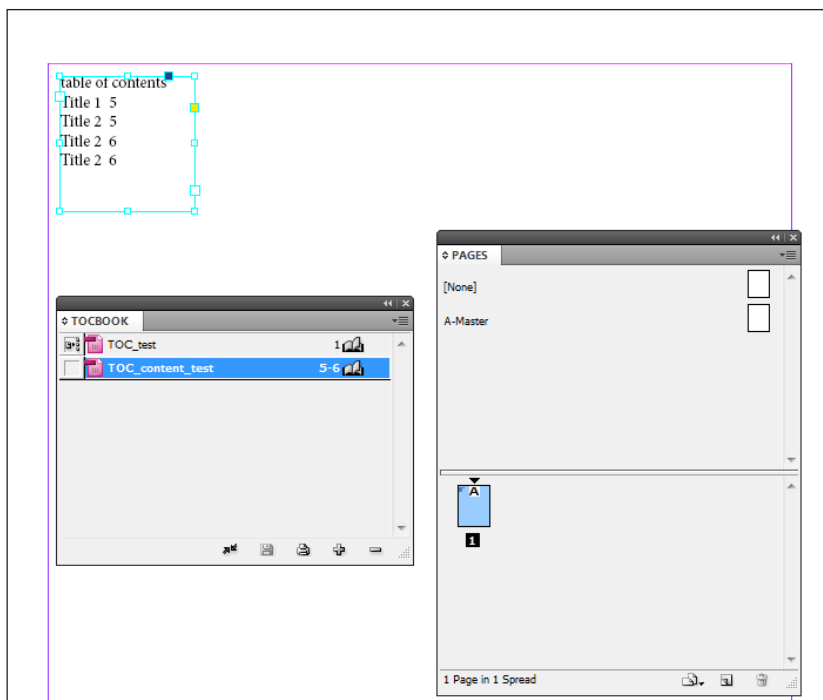 table of contents
Title 1 5
Title 2 5
Title 2 6
Title 2 6
PAGES
[None]
A-Master
TOCBOOK
TOC_test 1
TOC_content_test 5-6
A
1
1 Page in 1 Spread